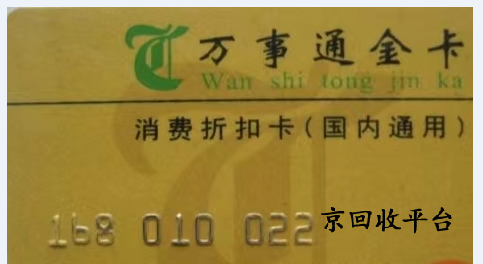 万事通金卡
Wan shi tong jin ka
消费折扣卡(国内通用)
168 010 022
京回收平台